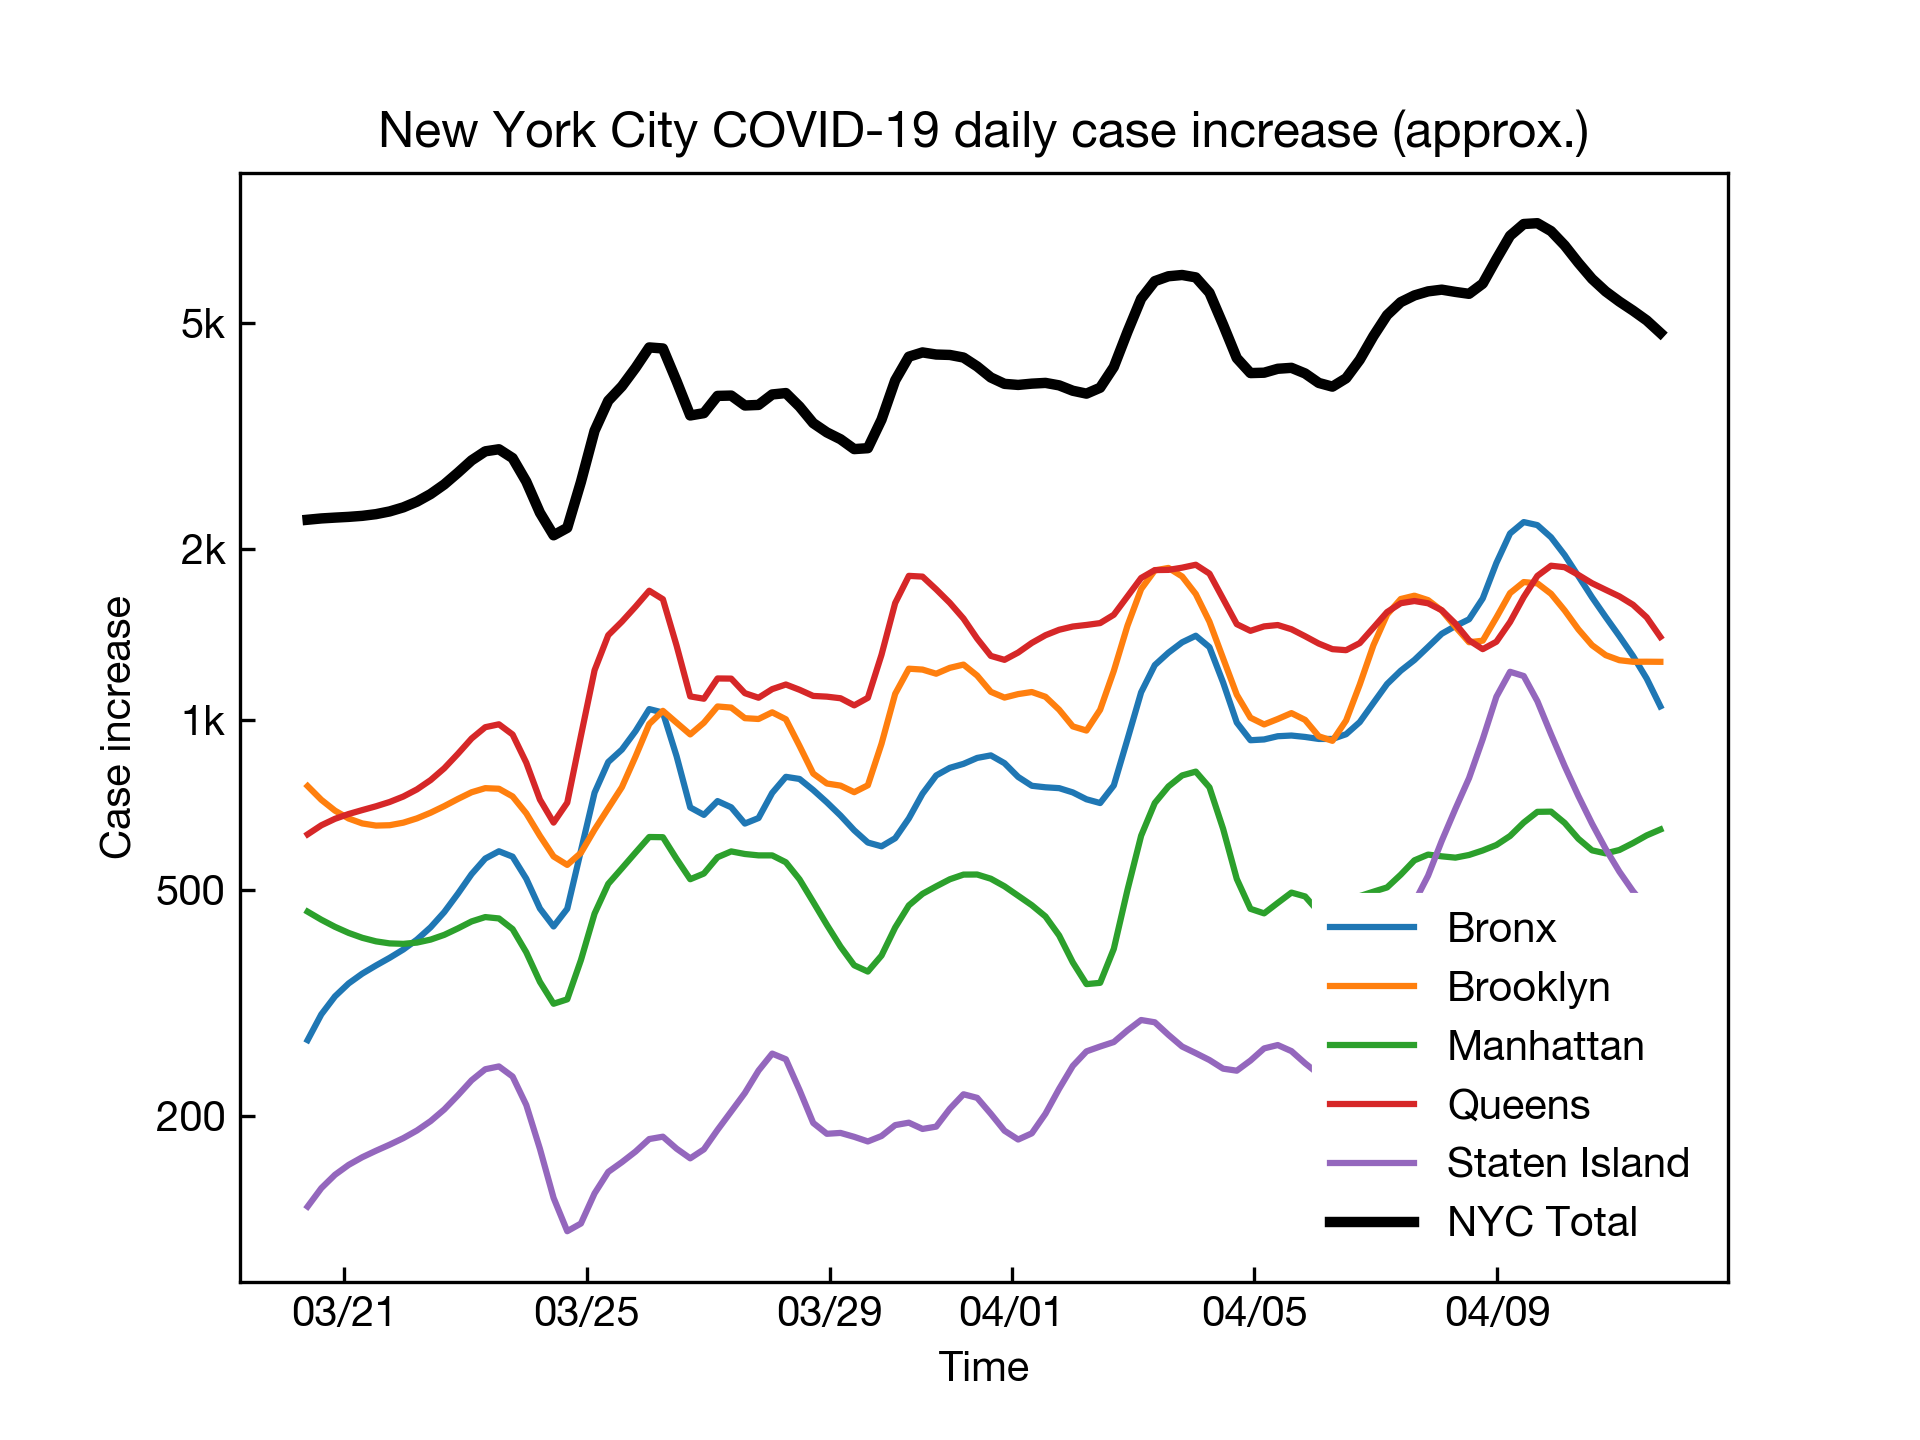 New York City COVID-19 daily case increase (approx.)
Case increase
5k
2k
1k
500
200
Bronx
Brooklyn
Manhattan
Queens
Staten Island
NYC Total
03/21 03/25 03/29 04/01 04/05 04/09
Time